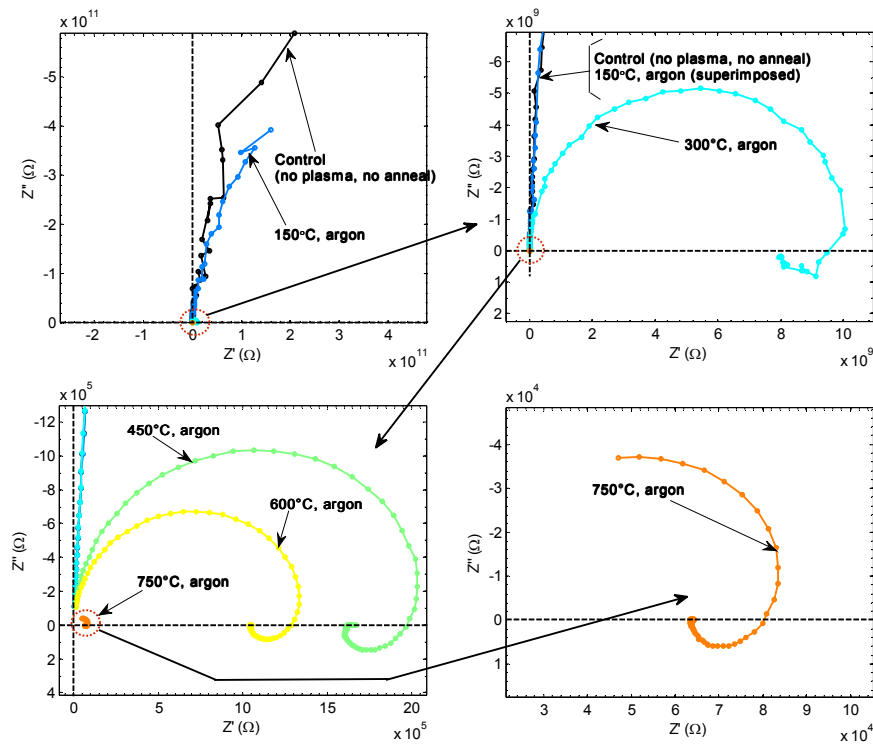 x 10^11
-5
-4
-3
-2
-1
0
Z'' (Ω)
Control
(no plasma, no anneal)
150°C, argon
-2
0
2
4
Z' (Ω)
x 10^11
x 10^9
-6
-5
-4
-3
-2
-1
0
1
2
Z'' (Ω)
Control (no plasma, no anneal)
150°C, argon (superimposed)
300°C, argon
0
2
4
6
8
10
Z' (Ω)
x 10^9
x 10^5
-12
-10
-8
-6
-4
-2
0
2
4
Z'' (Ω)
450°C, argon
600°C, argon
750°C, argon
0
5
10
15
20
Z' (Ω)
x 10^5
x 10^4
-4
-3
-2
-1
0
1
Z'' (Ω)
750°C, argon
3
4
5
6
7
8
9
10
Z' (Ω)
x 10^4